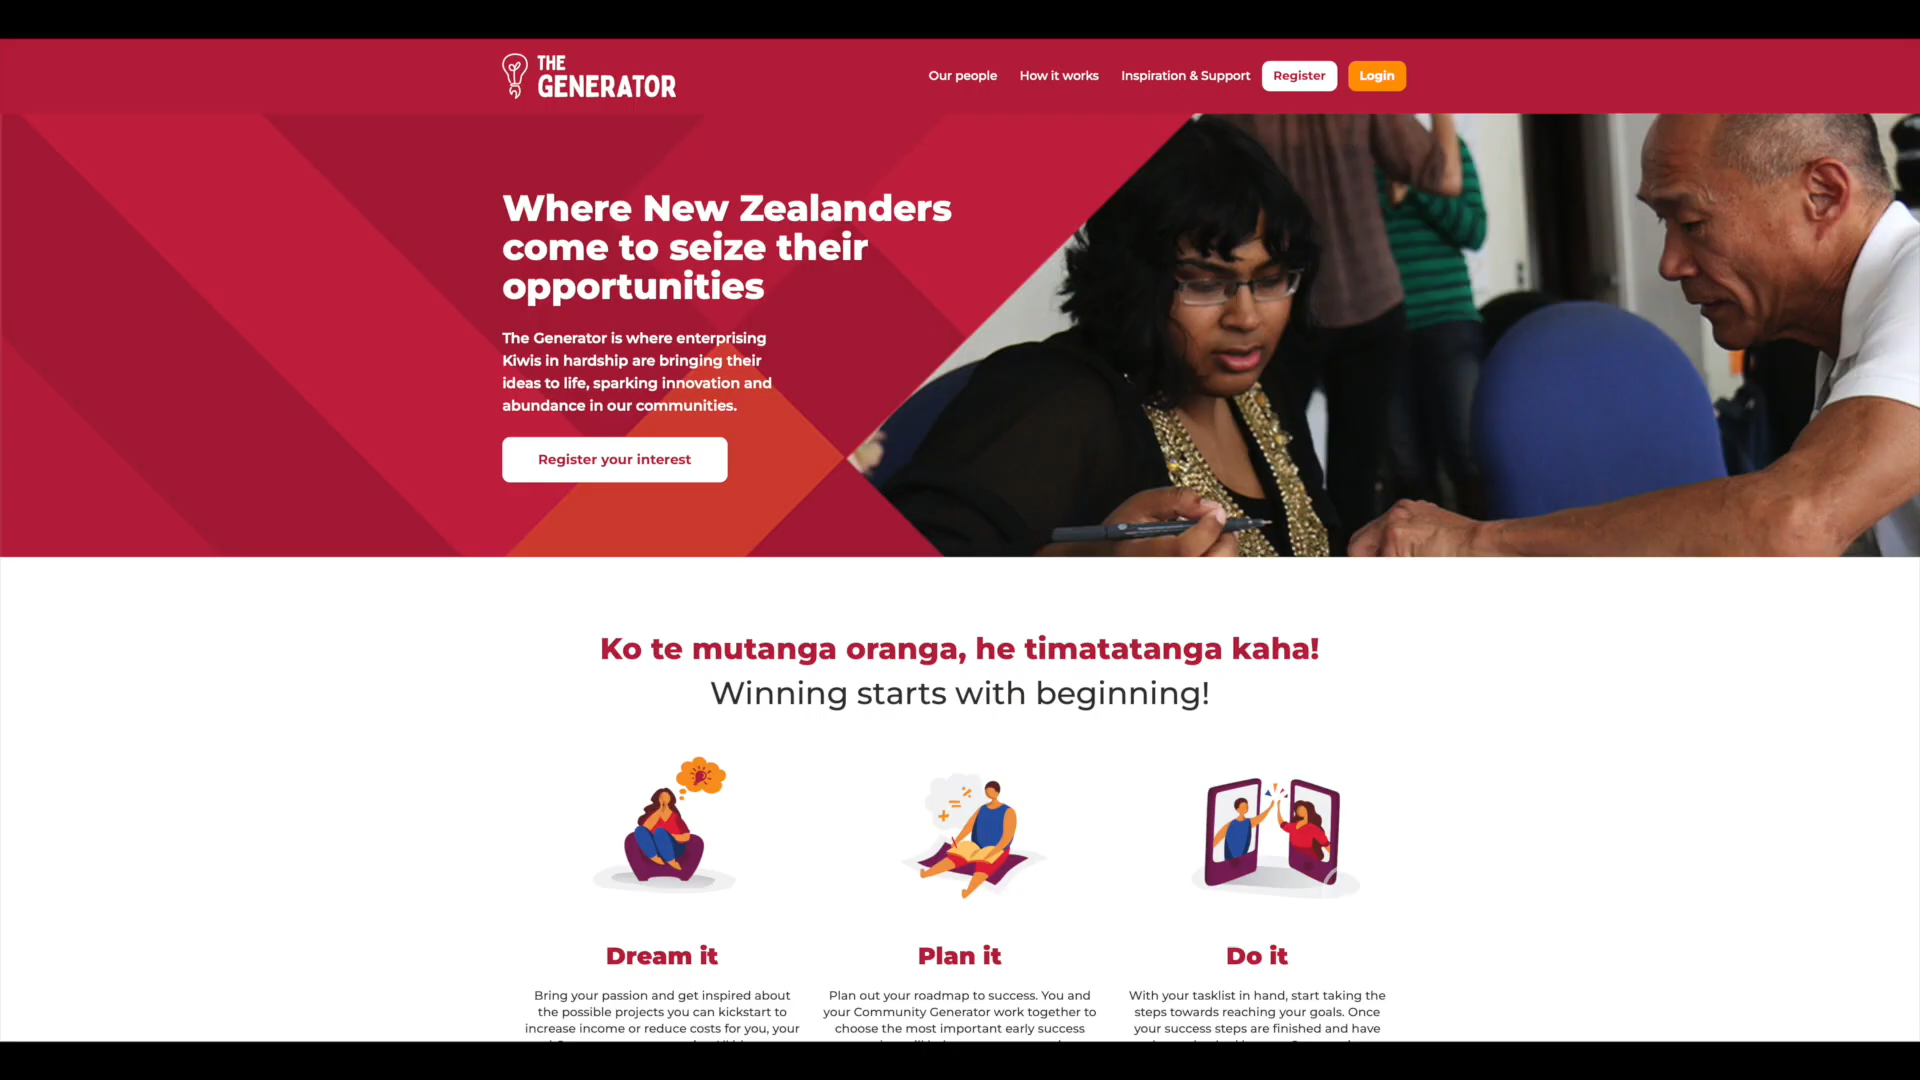 THE
GENERATOR
Our people
How it works
Inspiration & Support
Register
Login
Where New Zealanders
come to seize their
opportunities
The Generator is where enterprising
Kiwis in hardship are bringing their
ideas to life, sparking innovation and
abundance in our communities.
Register your interest
Ko te mutanga oranga, he timatatanga kaha!
Winning starts with beginning!
Dream it
Bring your passion and get inspired about
the possible projects you can kickstart to
increase income or reduce costs for you, your
Plan it
Plan out your roadmap to success. You and
your Community Generator work together to
choose the most important early success
Do it
With your tasklist in hand, start taking the
steps towards reaching your goals. Once
your success steps are finished and have